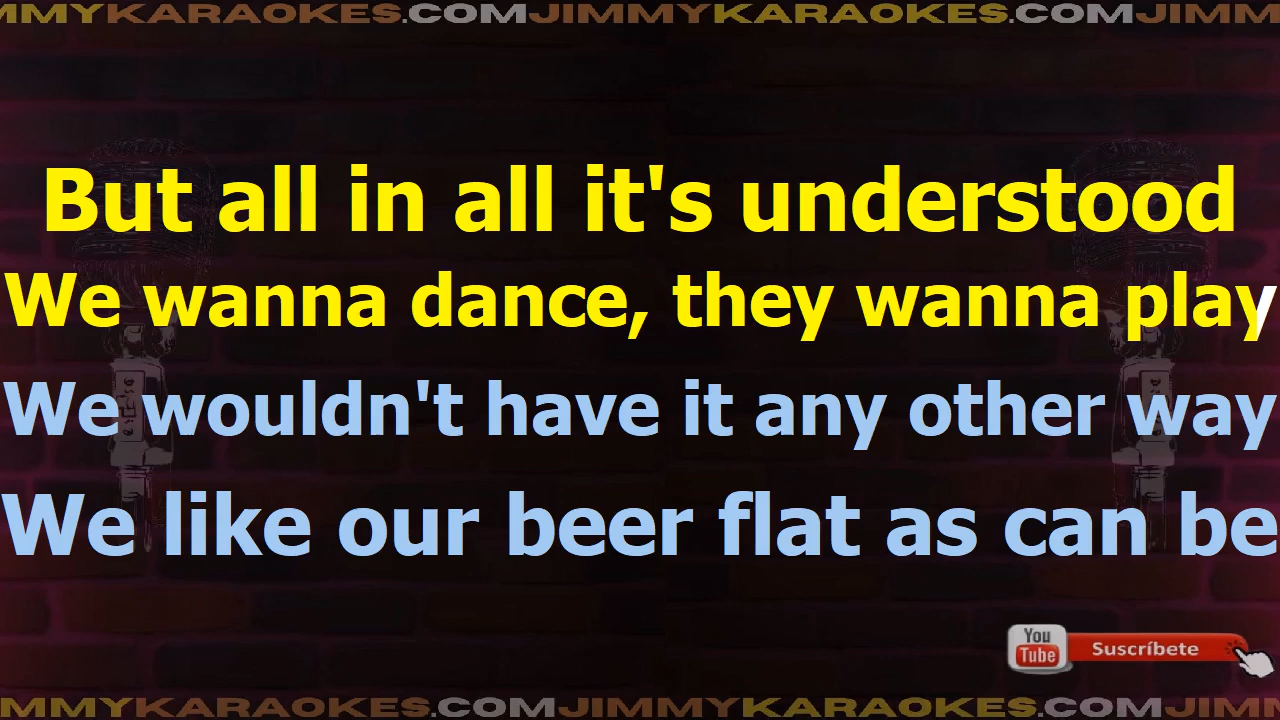 MMYKARAOKES.COMJIMMYKARAOKES.COMJIMM
But all in all it's understood
We wanna dance, they wanna play
We wouldn't have it any other way
We like our beer flat as can be
You
Tube
Suscríbete
MMYKARAOKES.COMJIMMYKARAOKES.COMJIMM